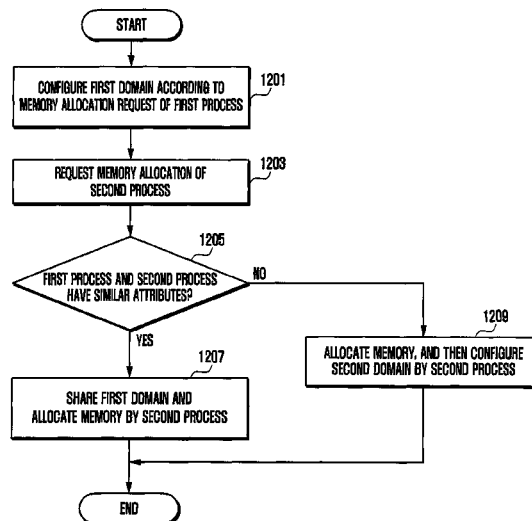 START
CONFIGURE FIRST DOMAIN ACCORDING TO
MEMORY ALLOCATION REQUEST OF FIRST PROCESS
1201
REQUEST MEMORY ALLOCATION OF
SECOND PROCESS
1203
FIRST PROCESS AND SECOND PROCESS
HAVE SIMILAR ATTRIBUTES?
1205
NO
YES
SHARE FIRST DOMAIN AND
ALLOCATE MEMORY BY SECOND PROCESS
1207
ALLOCATE MEMORY, AND THEN CONFIGURE
SECOND DOMAIN BY SECOND PROCESS
1209
END